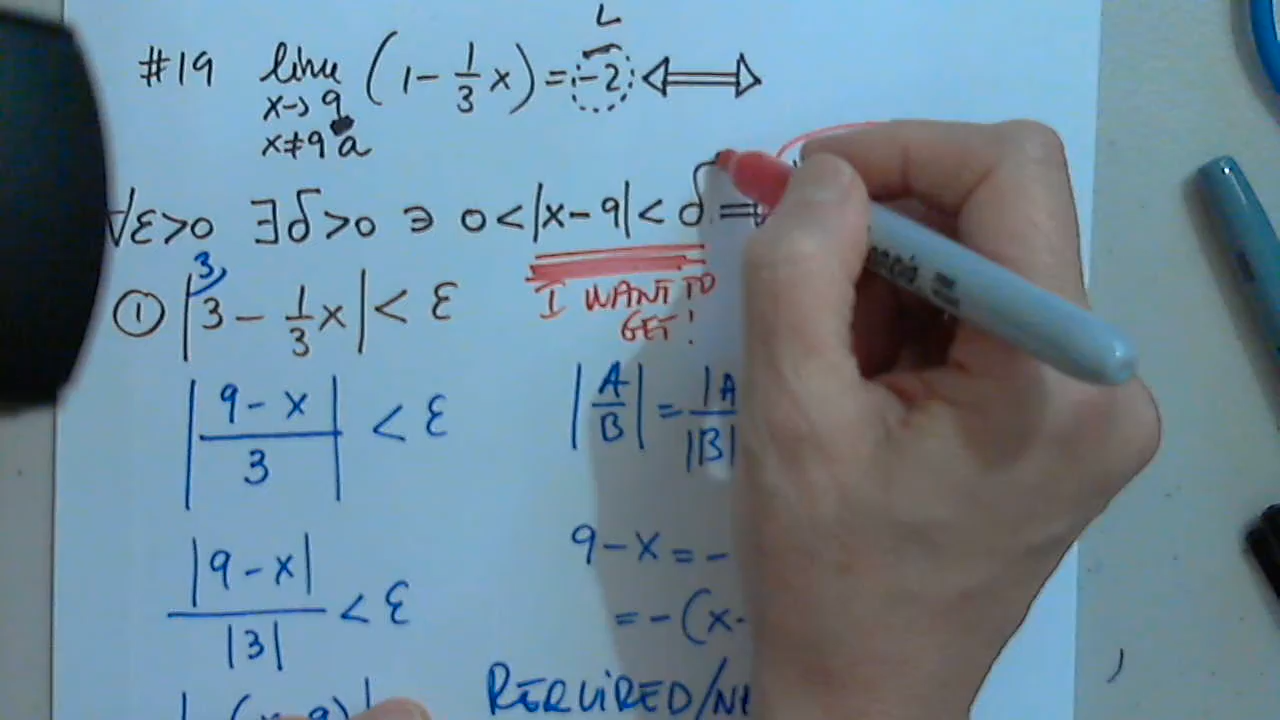 L
#19 lim (1 - 1/3 x) = -2 ⟺
x→9
x≠9 a
∀ε>0 ∃δ>0 ∋ 0<|x-9|<δ ⇒
I WANT TO
GET!
3
① |3 - 1/3 x| < ε
|(9-x)/3| < ε |A/B| = |A /|B|
|9-x|/|3| < ε 9-x = -
= -(x-
REQUIRED/